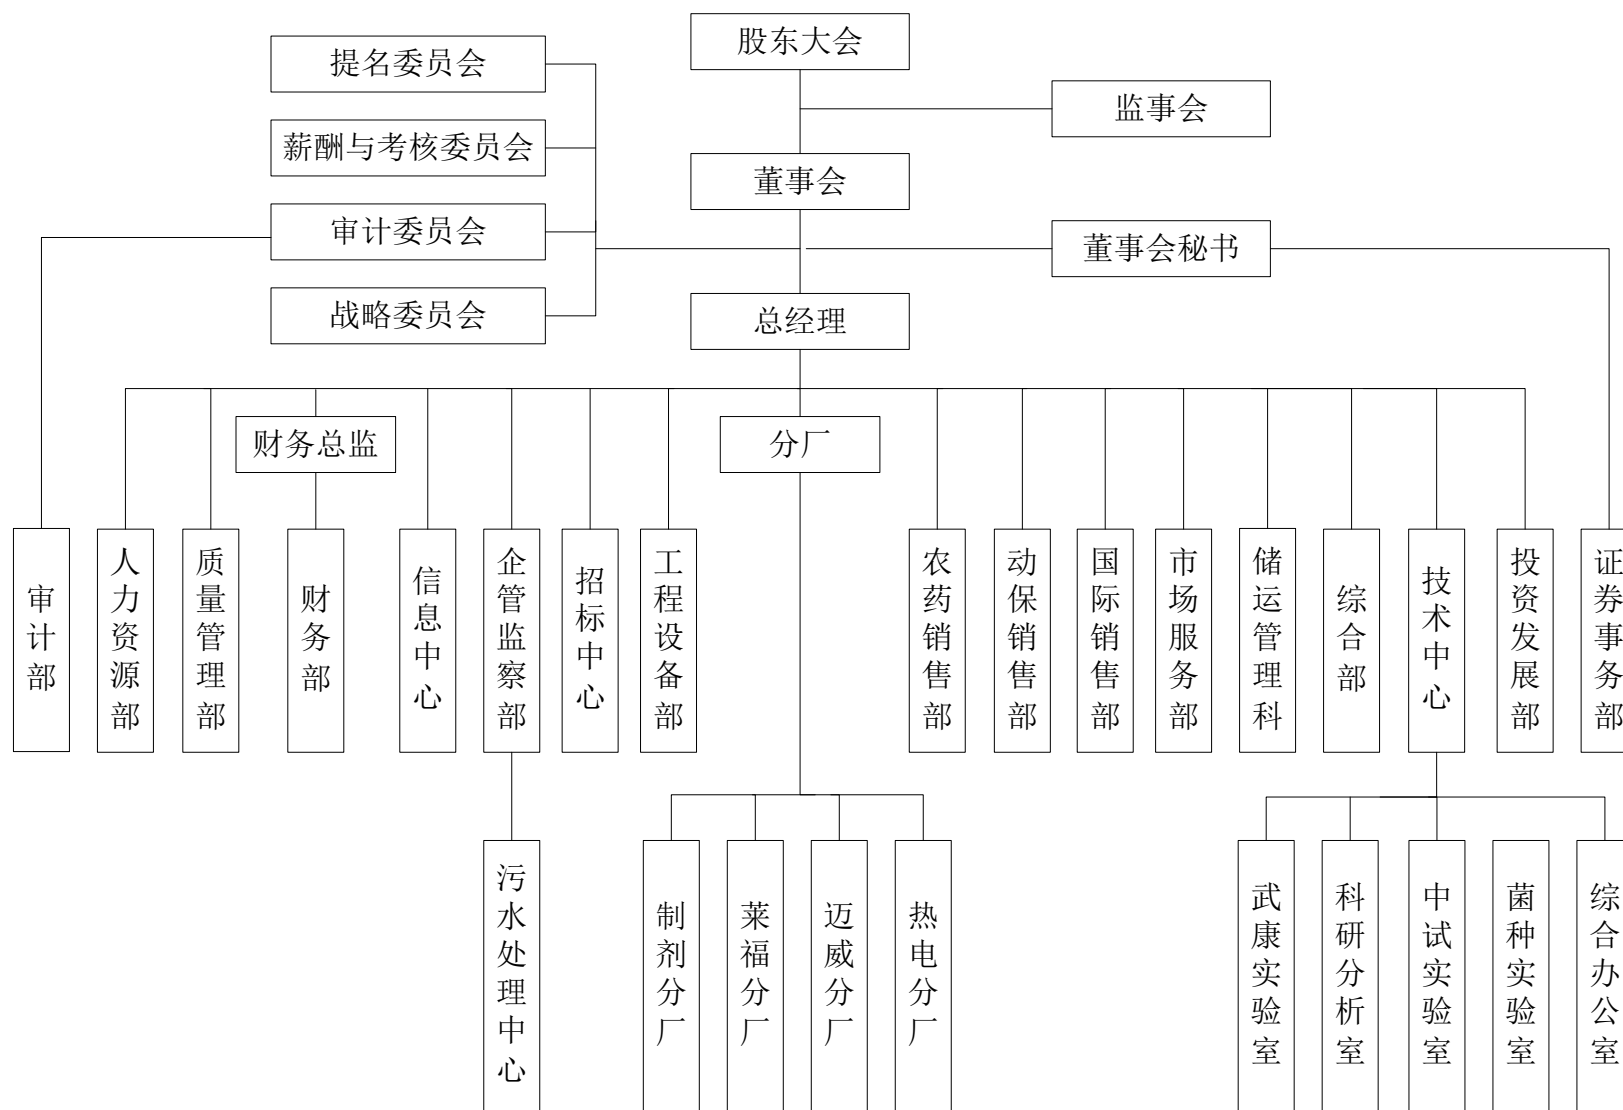 股东大会
提名委员会
监事会
薪酬与考核委员会
董事会
审计委员会
董事会秘书
战略委员会
总经理
财务总监
分厂
审计部
人力资源部
质量管理部
财务部
信息中心
企管监察部
招标中心
工程设备部
农药销售部
动保销售部
国际销售部
市场服务部
储运管理科
综合部
技术中心
投资发展部
证券事务部
污水处理中心
制剂分厂
莱福分厂
迈威分厂
热电分厂
武康实验室
科研分析室
中试实验室
菌种实验室
综合办公室